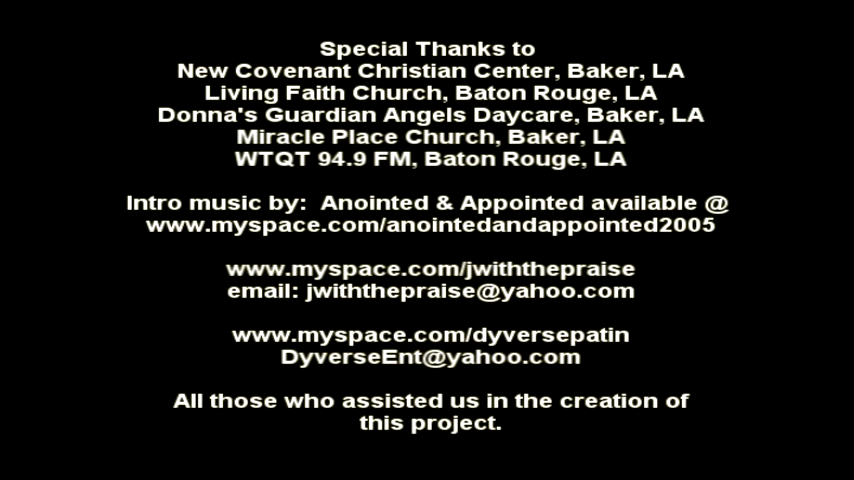 Special Thanks to
New Covenant Christian Center, Baker, LA
Living Faith Church, Baton Rouge, LA
Donna's Guardian Angels Daycare, Baker, LA
Miracle Place Church, Baker, LA
WTQT 94.9 FM, Baton Rouge, LA
Intro music by:  Anointed & Appointed available @
www.myspace.com/anointedandappointed2005
www.myspace.com/jwiththepraise
email: jwiththepraise@yahoo.com
www.myspace.com/dyversepatin
DyverseEnt@yahoo.com
All those who assisted us in the creation of
this project.